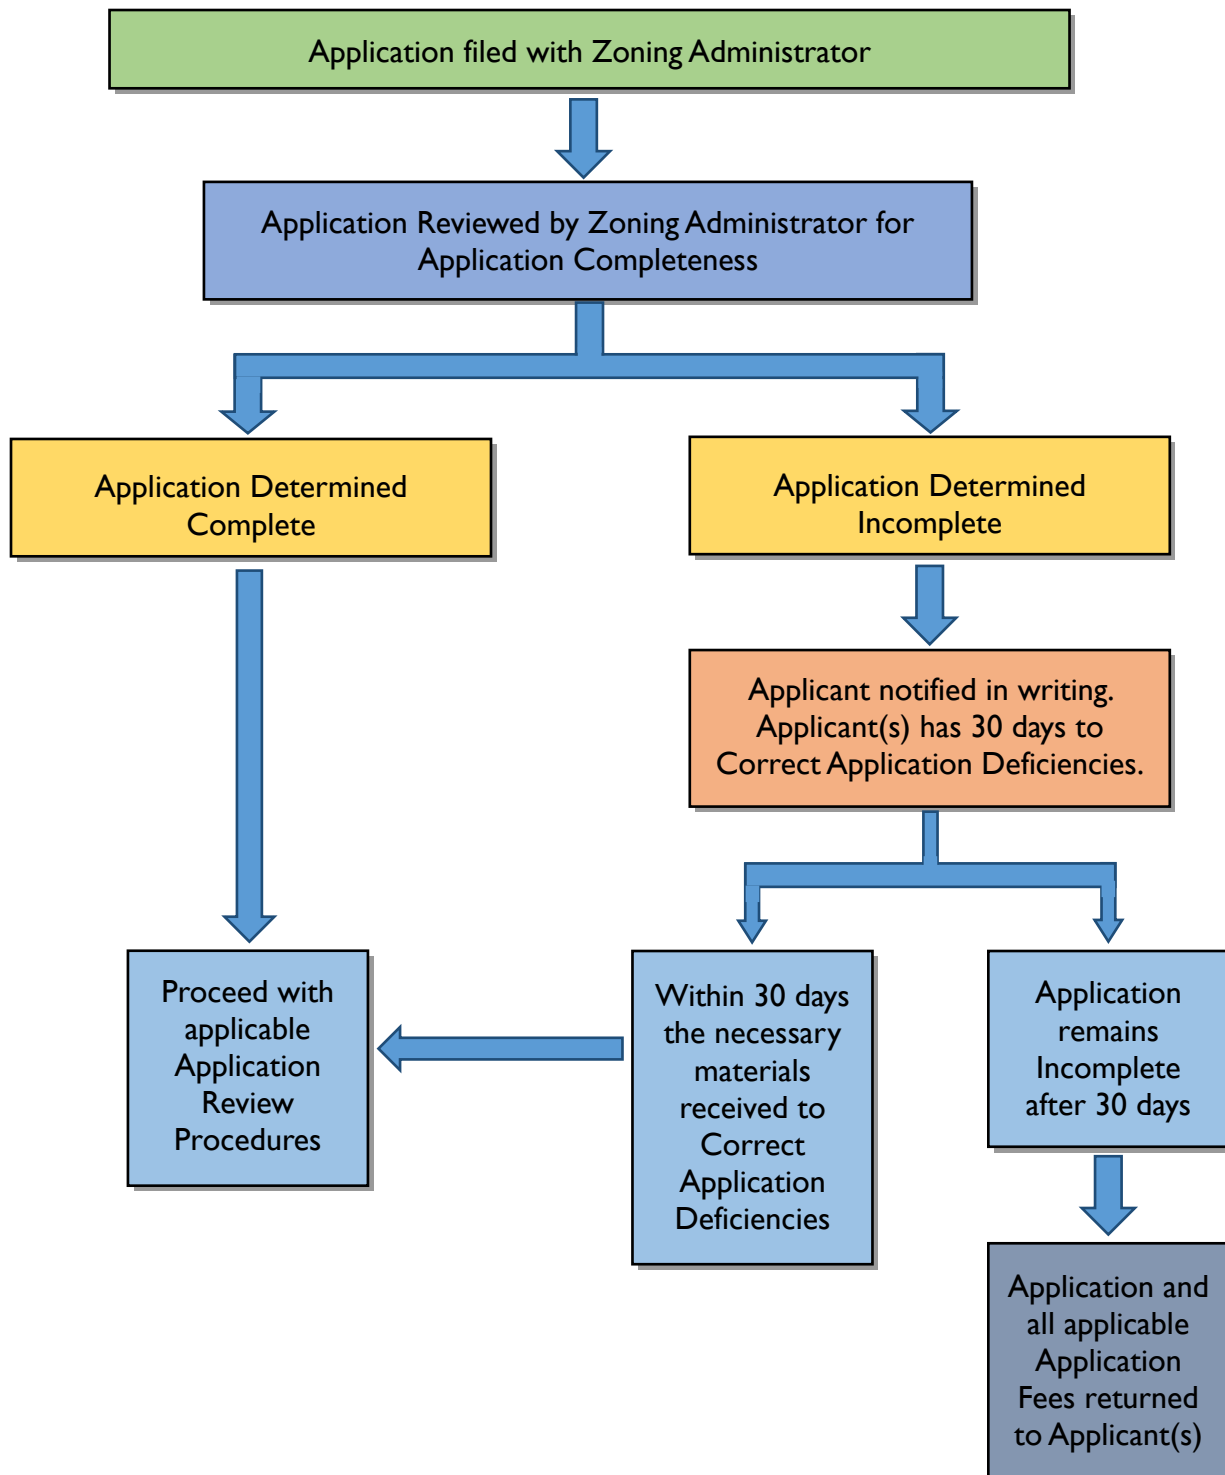 Application filed with Zoning Administrator
Application Reviewed by Zoning Administrator for
Application Completeness
Application Determined
Complete
Application Determined
Incomplete
Applicant notified in writing.
Applicant(s) has 30 days to
Correct Application Deficiencies.
Proceed with
applicable
Application
Review
Procedures
Within 30 days
the necessary
materials
received to
Correct
Application
Deficiencies
Application
remains
Incomplete
after 30 days
Application and
all applicable
Application
Fees returned
to Applicant(s)